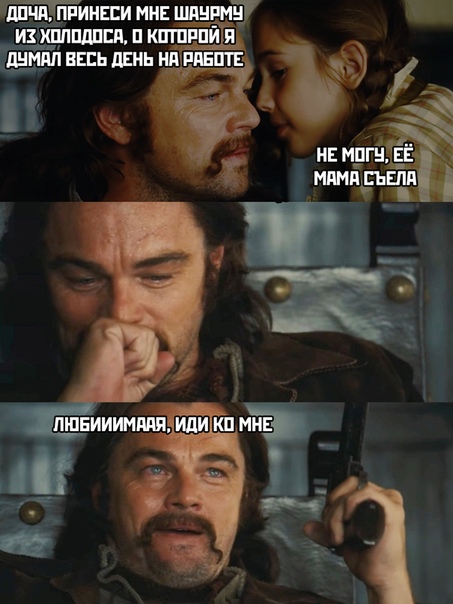 ДОЧА, ПРИНЕСИ МНЕ ШАУРМУ
ИЗ ХОЛОДОСА, О КОТОРОЙ Я
ДУМАЛ ВЕСЬ ДЕНЬ НА РАБОТЕ
НЕ МОГУ, ЕЁ
МАМА СЪЕЛА
ЛЮБИИИМААЯ, ИДИ КО МНЕ